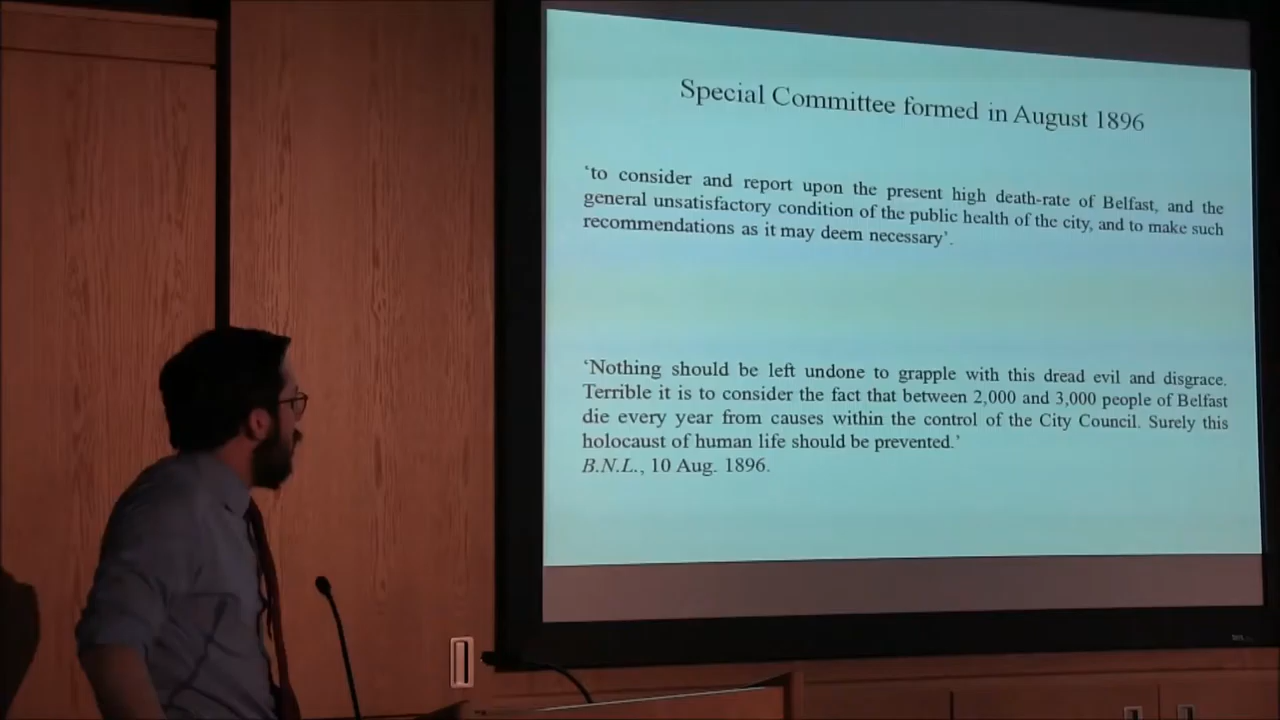 Special Committee formed in August 1896
‘to consider and report upon the present high death-rate of Belfast, and the
general unsatisfactory condition of the public health of the city, and to make such
recommendations as it may deem necessary’.
‘Nothing should be left undone to grapple with this dread evil and disgrace.
Terrible it is to consider the fact that between 2,000 and 3,000 people of Belfast
die every year from causes within the control of the City Council. Surely this
holocaust of human life should be prevented.’
B.N.L., 10 Aug. 1896.